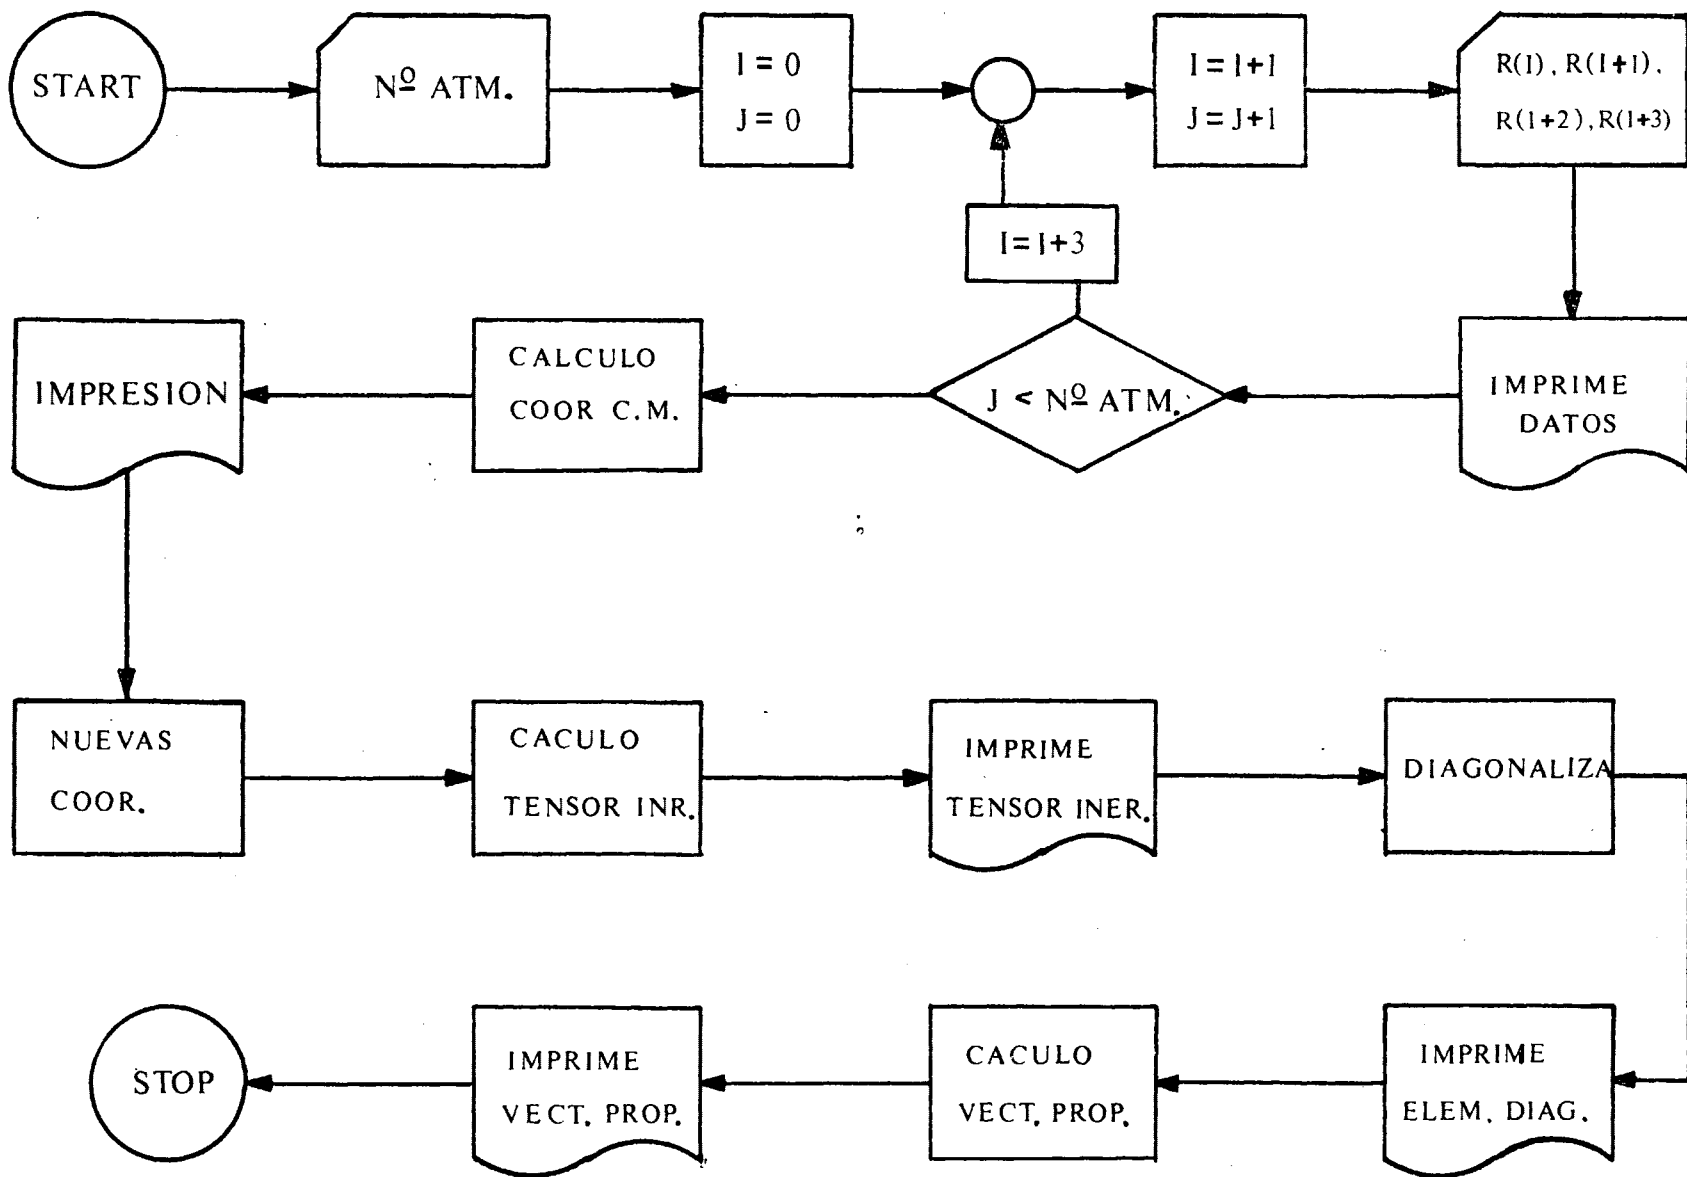 START
Nº ATM.
I = 0
J = 0
I = I+1
J = J+1
R(I), R(I+1),
R(I+2), R(I+3)
I = I+3
IMPRIME
DATOS
J < Nº ATM.
CALCULO
COOR C.M.
IMPRESION
NUEVAS
COOR.
CACULO
TENSOR INR.
IMPRIME
TENSOR INER.
DIAGONALIZA
IMPRIME
ELEM. DIAG.
CACULO
VECT. PROP.
IMPRIME
VECT. PROP.
STOP